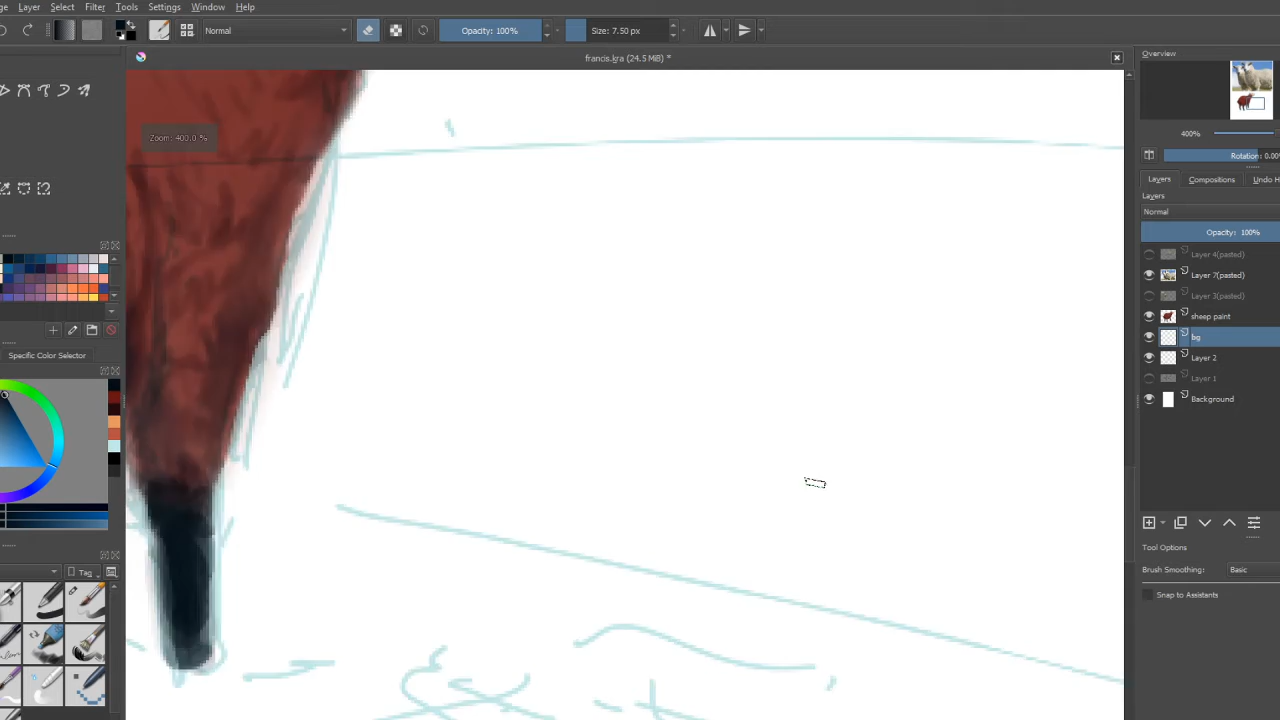 ge Layer Select Filter Tools Settings Window Help
Normal
Opacity: 100%
Size: 7.50 px
francis.kra (24.5 MiB) *
Overview
Zoom: 400.0 %
400%
Rotation: 0.00
Layers Compositions Undo H
Layers
Normal
Opacity: 100%
Layer 4(pasted)
Layer 7(pasted)
Layer 3(pasted)
sheep paint
bg
Layer 2
Layer 1
Background
Specific Color Selector
Tool Options
Tag
Brush Smoothing: Basic
Snap to Assistants